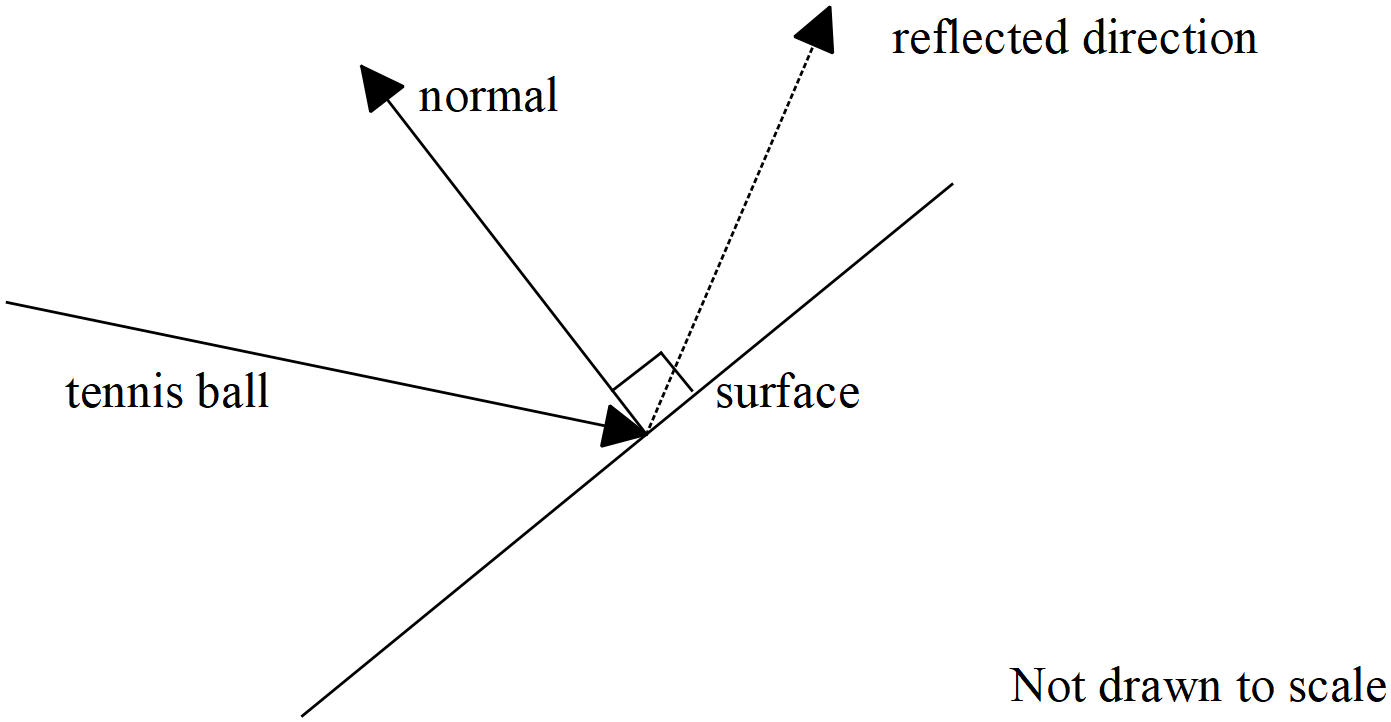 reflected direction
normal
tennis ball
surface
Not drawn to scale